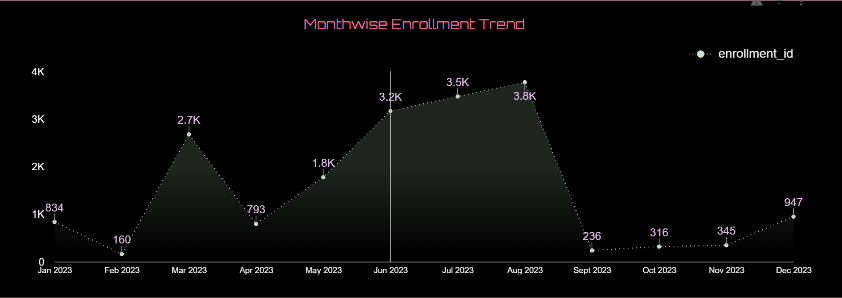 Monthwise Enrollment Trend
enrollment_id
4K
3K
2K
1K
0
834
160
2.7K
793
1.8K
3.2K
3.5K
3.8K
236
316
345
947
Jan 2023 Feb 2023 Mar 2023 Apr 2023 May 2023 Jun 2023 Jul 2023 Aug 2023 Sept 2023 Oct 2023 Nov 2023 Dec 2023